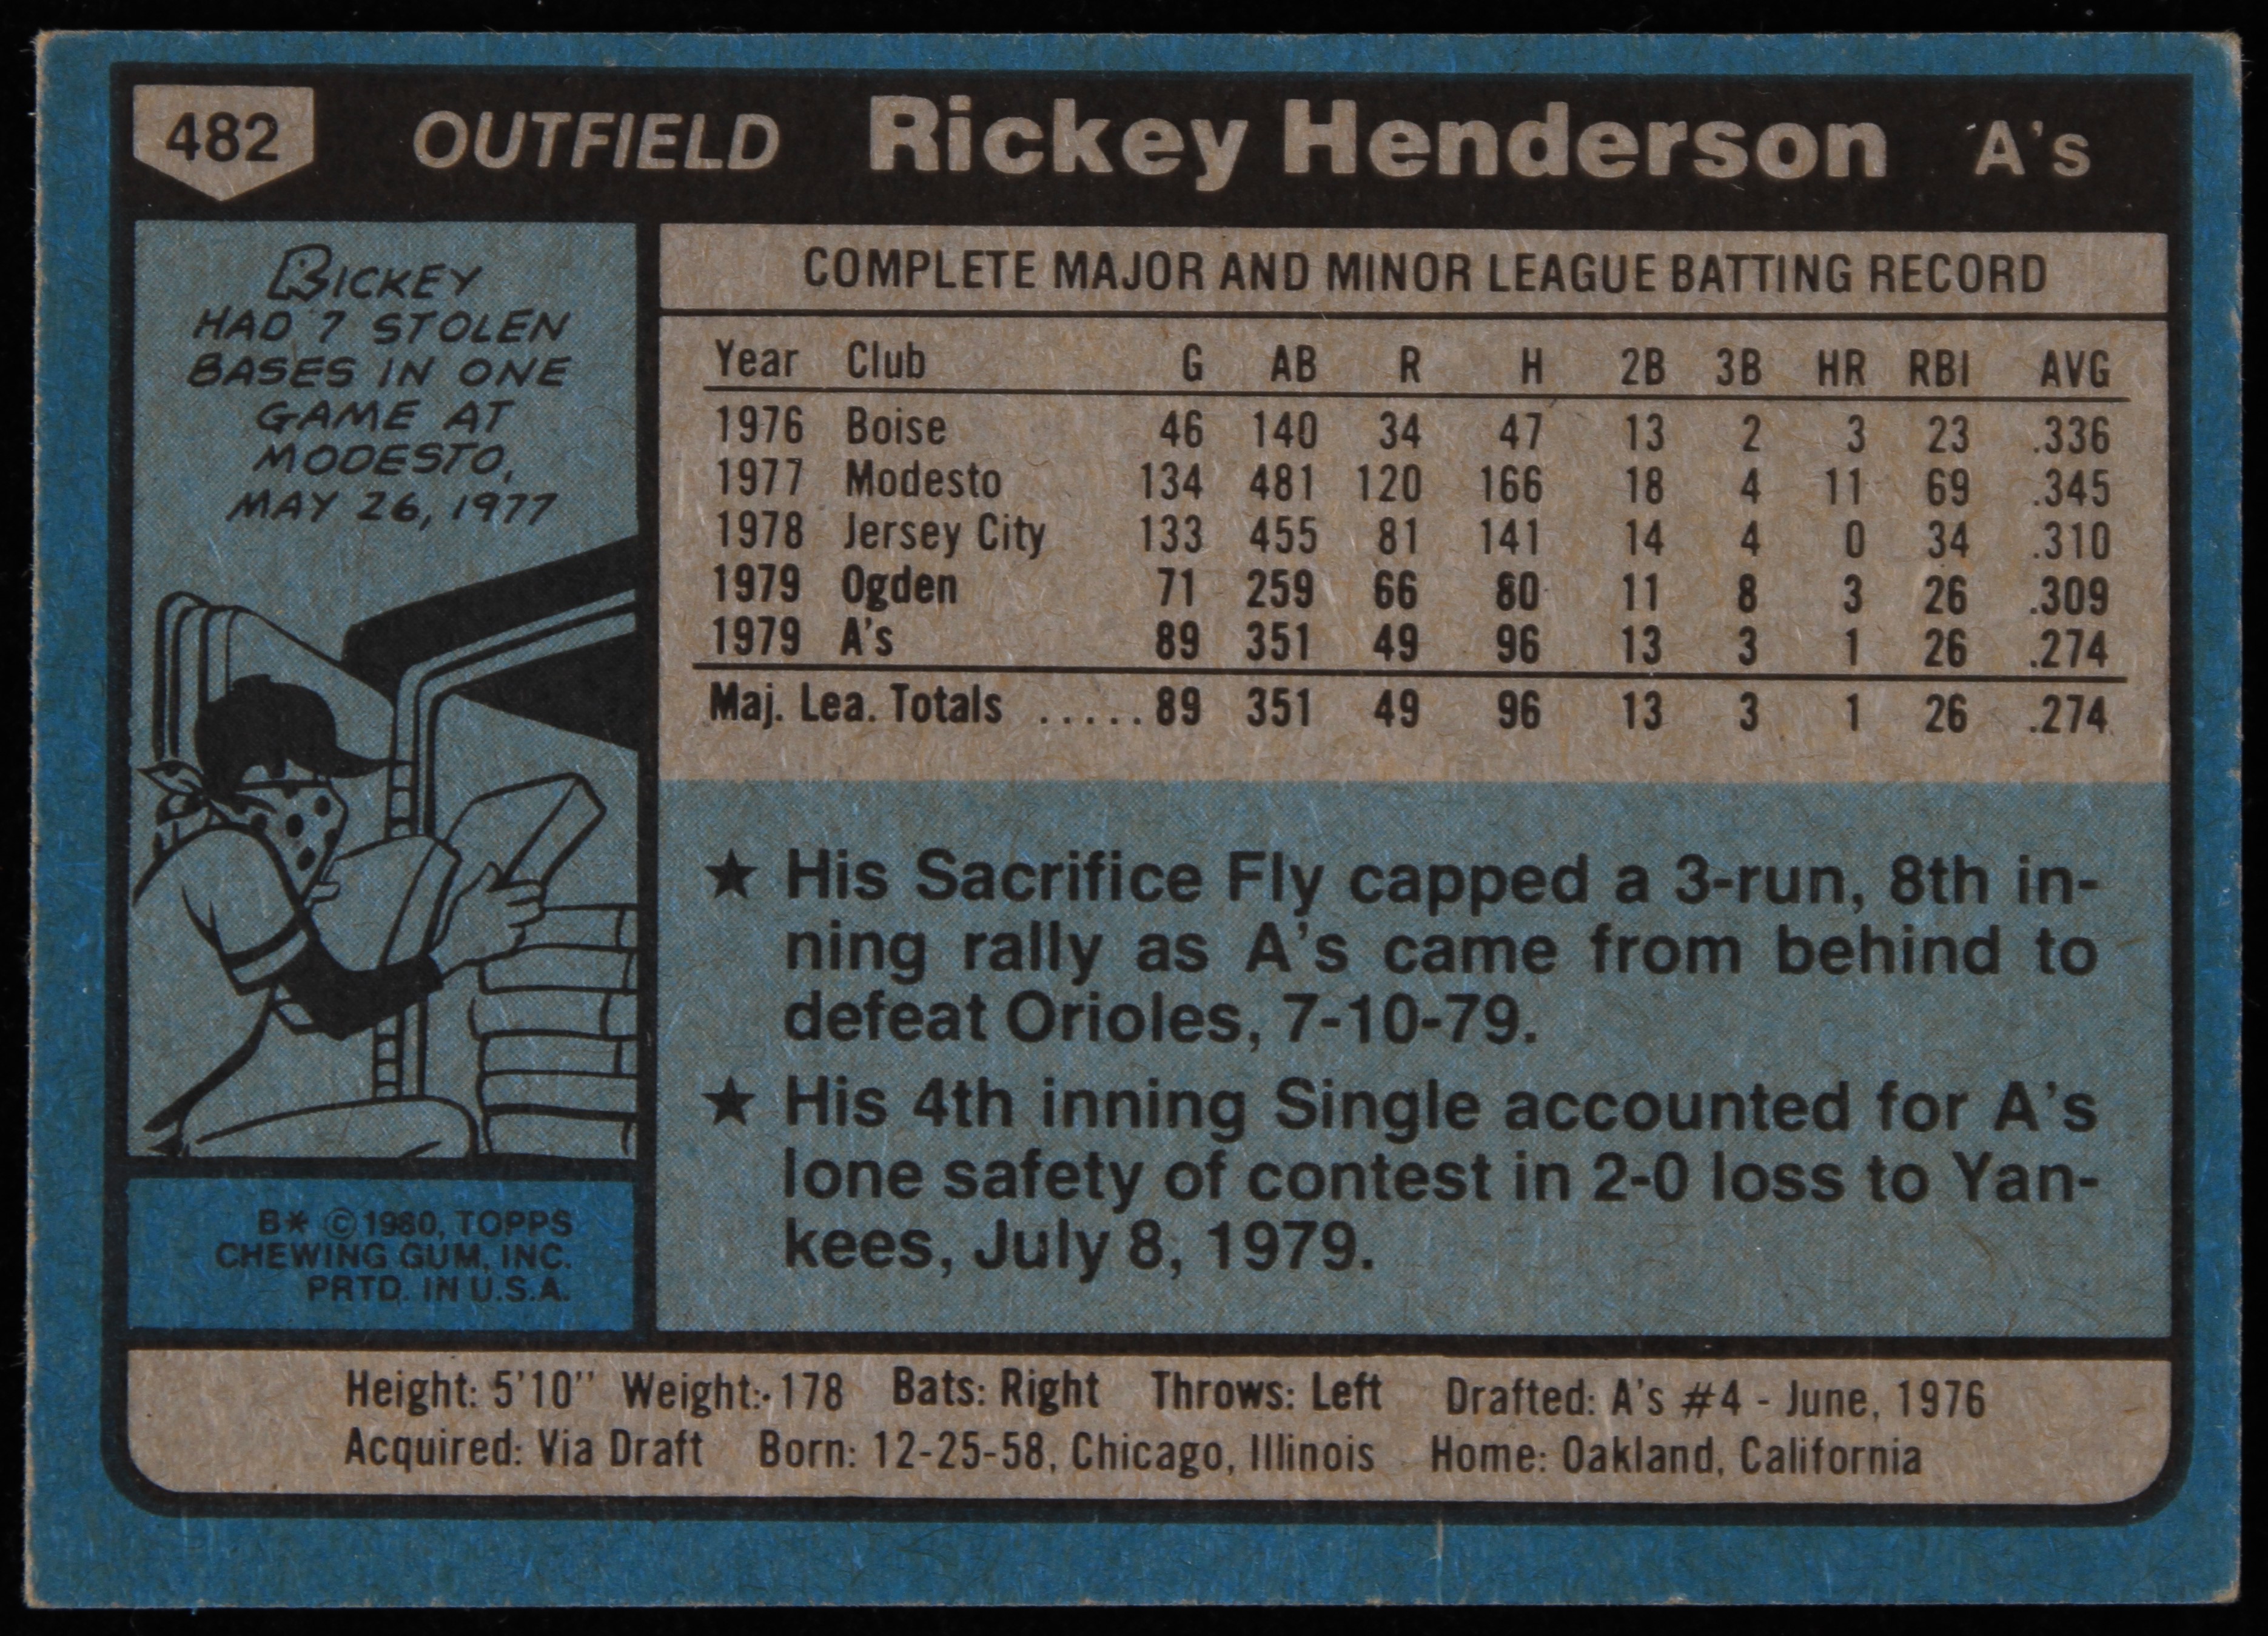 482 OUTFIELD Rickey Henderson A's
RICKEY
HAD 7 STOLEN
BASES IN ONE
GAME AT
MODESTO,
MAY 26, 1977
COMPLETE MAJOR AND MINOR LEAGUE BATTING RECORD
Year Club G AB R H 2B 3B HR RBI AVG
1976 Boise 46 140 34 47 13 2 3 23 .336
1977 Modesto 134 481 120 166 18 4 11 69 .345
1978 Jersey City 133 455 81 141 14 4 0 34 .310
1979 Ogden 71 259 66 80 11 8 3 26 .309
1979 A's 89 351 49 96 13 3 1 26 .274
Maj. Lea. Totals ..... 89 351 49 96 13 3 1 26 .274
★ His Sacrifice Fly capped a 3-run, 8th in-
ning rally as A's came from behind to
defeat Orioles, 7-10-79.
★ His 4th inning Single accounted for A's
lone safety of contest in 2-0 loss to Yan-
kees, July 8, 1979.
B* © 1980, TOPPS
CHEWING GUM, INC.
PRTD. IN U.S.A.
Height: 5'10" Weight: 178 Bats: Right Throws: Left Drafted: A's #4 - June, 1976
Acquired: Via Draft Born: 12-25-58, Chicago, Illinois Home: Oakland, California